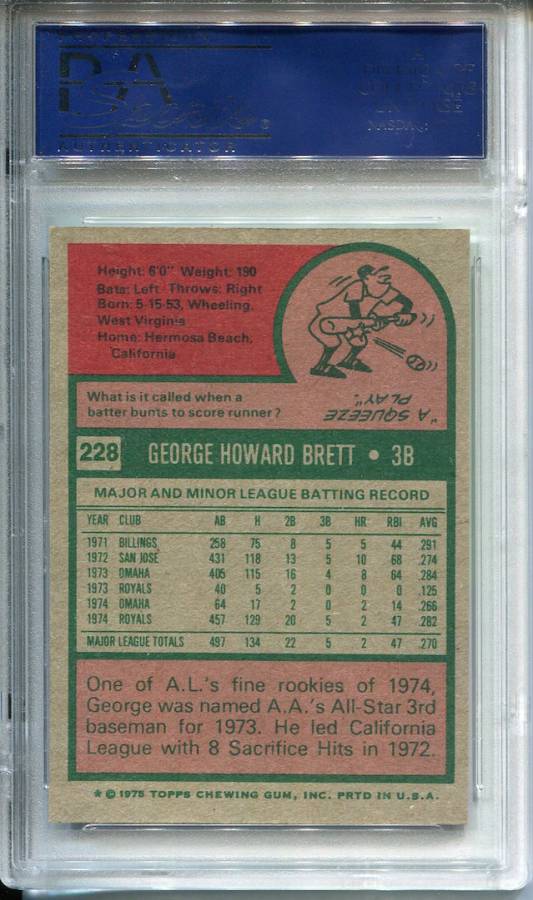 PSA
AUTHENTICATOR
NASDAQ
Height: 6'0" Weight: 190
Bats: Left Throws: Right
Born: 5-15-53, Wheeling,
West Virginia
Home: Hermosa Beach,
California
What is it called when a
batter bunts to score runner?
"A SQUEEZE
PLAY".
228 GEORGE HOWARD BRETT • 3B
MAJOR AND MINOR LEAGUE BATTING RECORD
YEAR CLUB AB H 2B 3B HR RBI AVG
1971 BILLINGS 258 75 8 5 5 44 .291
1972 SAN JOSE 431 118 13 5 10 68 .274
1973 OMAHA 405 115 16 4 8 64 .284
1973 ROYALS 40 5 2 0 0 0 .125
1974 OMAHA 64 17 2 0 2 14 .266
1974 ROYALS 457 129 20 5 2 47 .282
MAJOR LEAGUE TOTALS 497 134 22 5 2 47 .270
One of A.L.'s fine rookies of 1974,
George was named A.A.'s All-Star 3rd
baseman for 1973. He led California
League with 8 Sacrifice Hits in 1972.
* © 1975 TOPPS CHEWING GUM, INC. PRTD IN U.S.A.